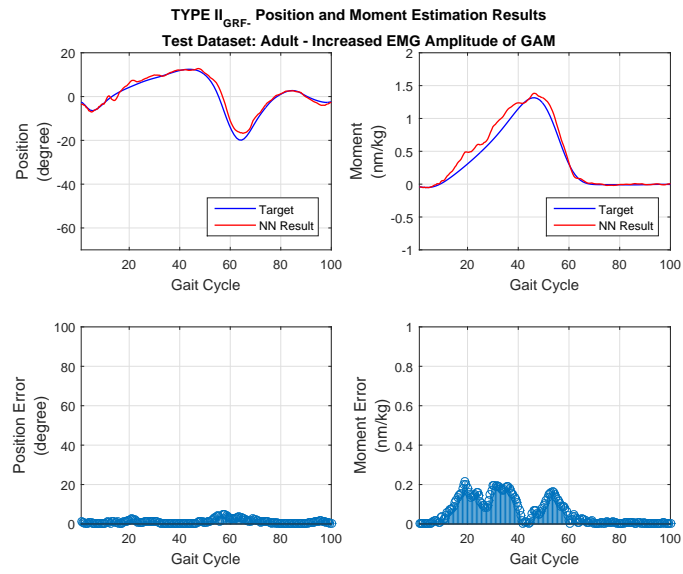 TYPE II_GRF- Position and Moment Estimation Results
Test Dataset: Adult - Increased EMG Amplitude of GAM
20
0
-20
-40
-60
Position
(degree)
Target
NN Result
20 40 60 80 100
Gait Cycle
2
1.5
1
0.5
0
-0.5
-1
Moment
(nm/kg)
Target
NN Result
20 40 60 80 100
Gait Cycle
100
80
60
40
20
0
Position Error
(degree)
20 40 60 80 100
Gait Cycle
1
0.8
0.6
0.4
0.2
0
Moment Error
(nm/kg)
20 40 60 80 100
Gait Cycle